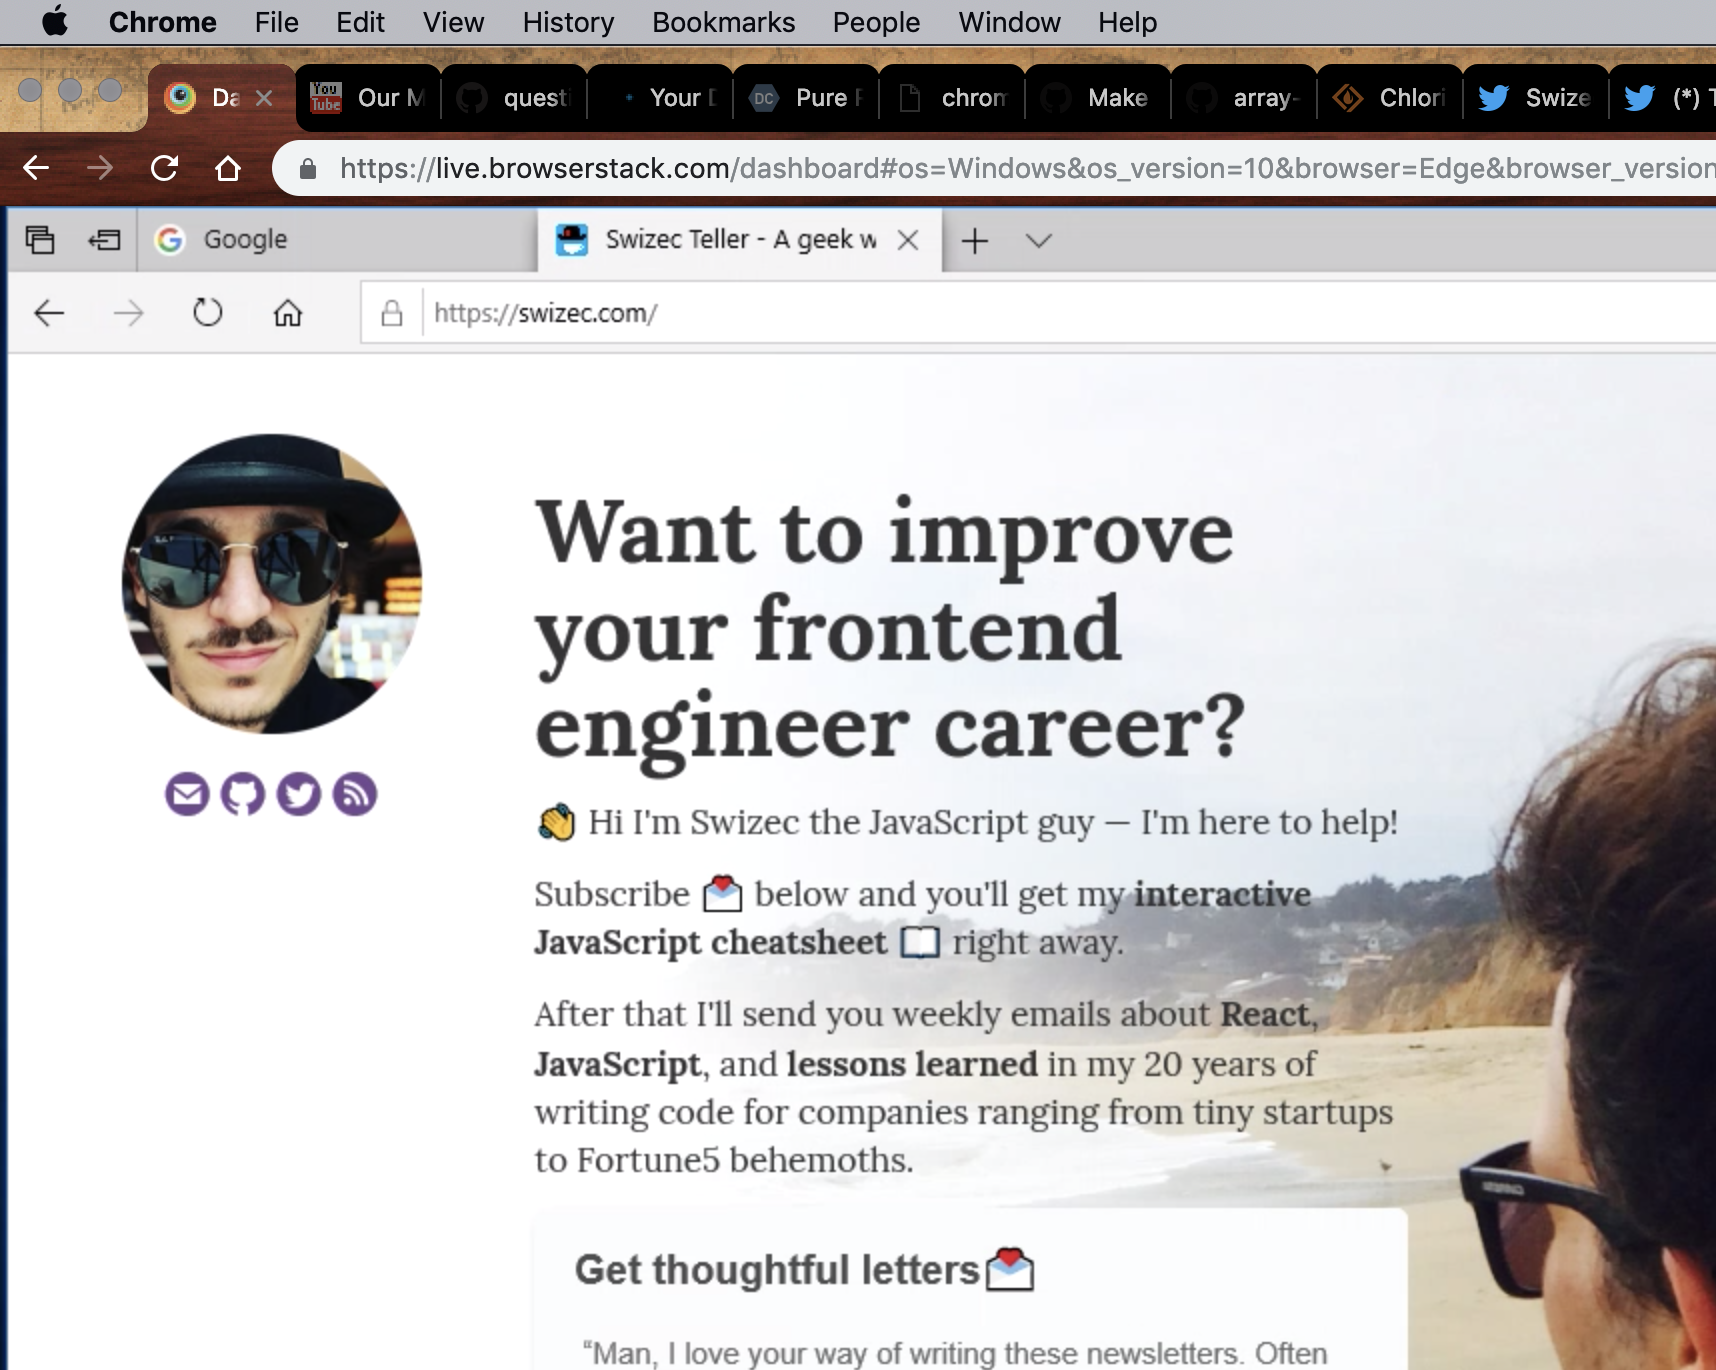 Chrome File Edit View History Bookmarks People Window Help
Da You Tube Our M questi Your DC Pure chrom Make array- Chlori Swize (*) T
https://live.browserstack.com/dashboard#os=Windows&os_version=10&browser=Edge&browser_version
Google Swizec Teller - A geek w
https://swizec.com/
Want to improve
your frontend
engineer career?
👋 Hi I'm Swizec the JavaScript guy — I'm here to help!
Subscribe 💌 below and you'll get my interactive
JavaScript cheatsheet 📖 right away.
After that I'll send you weekly emails about React,
JavaScript, and lessons learned in my 20 years of
writing code for companies ranging from tiny startups
to Fortune5 behemoths.
Get thoughtful letters 💌
“Man, I love your way of writing these newsletters. Often